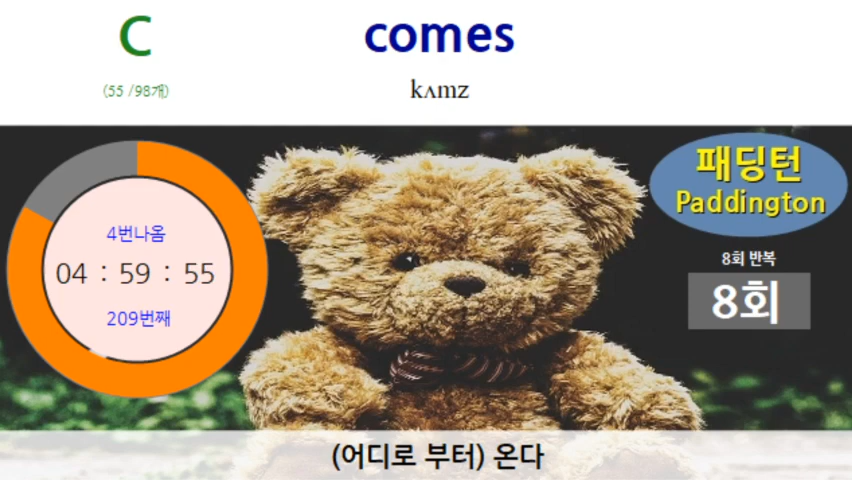 C
comes
(55 /98개)
kʌmz
패딩턴
Paddington
4번나옴
04 : 59 : 55
209번째
8회 반복
8회
(어디로 부터) 온다